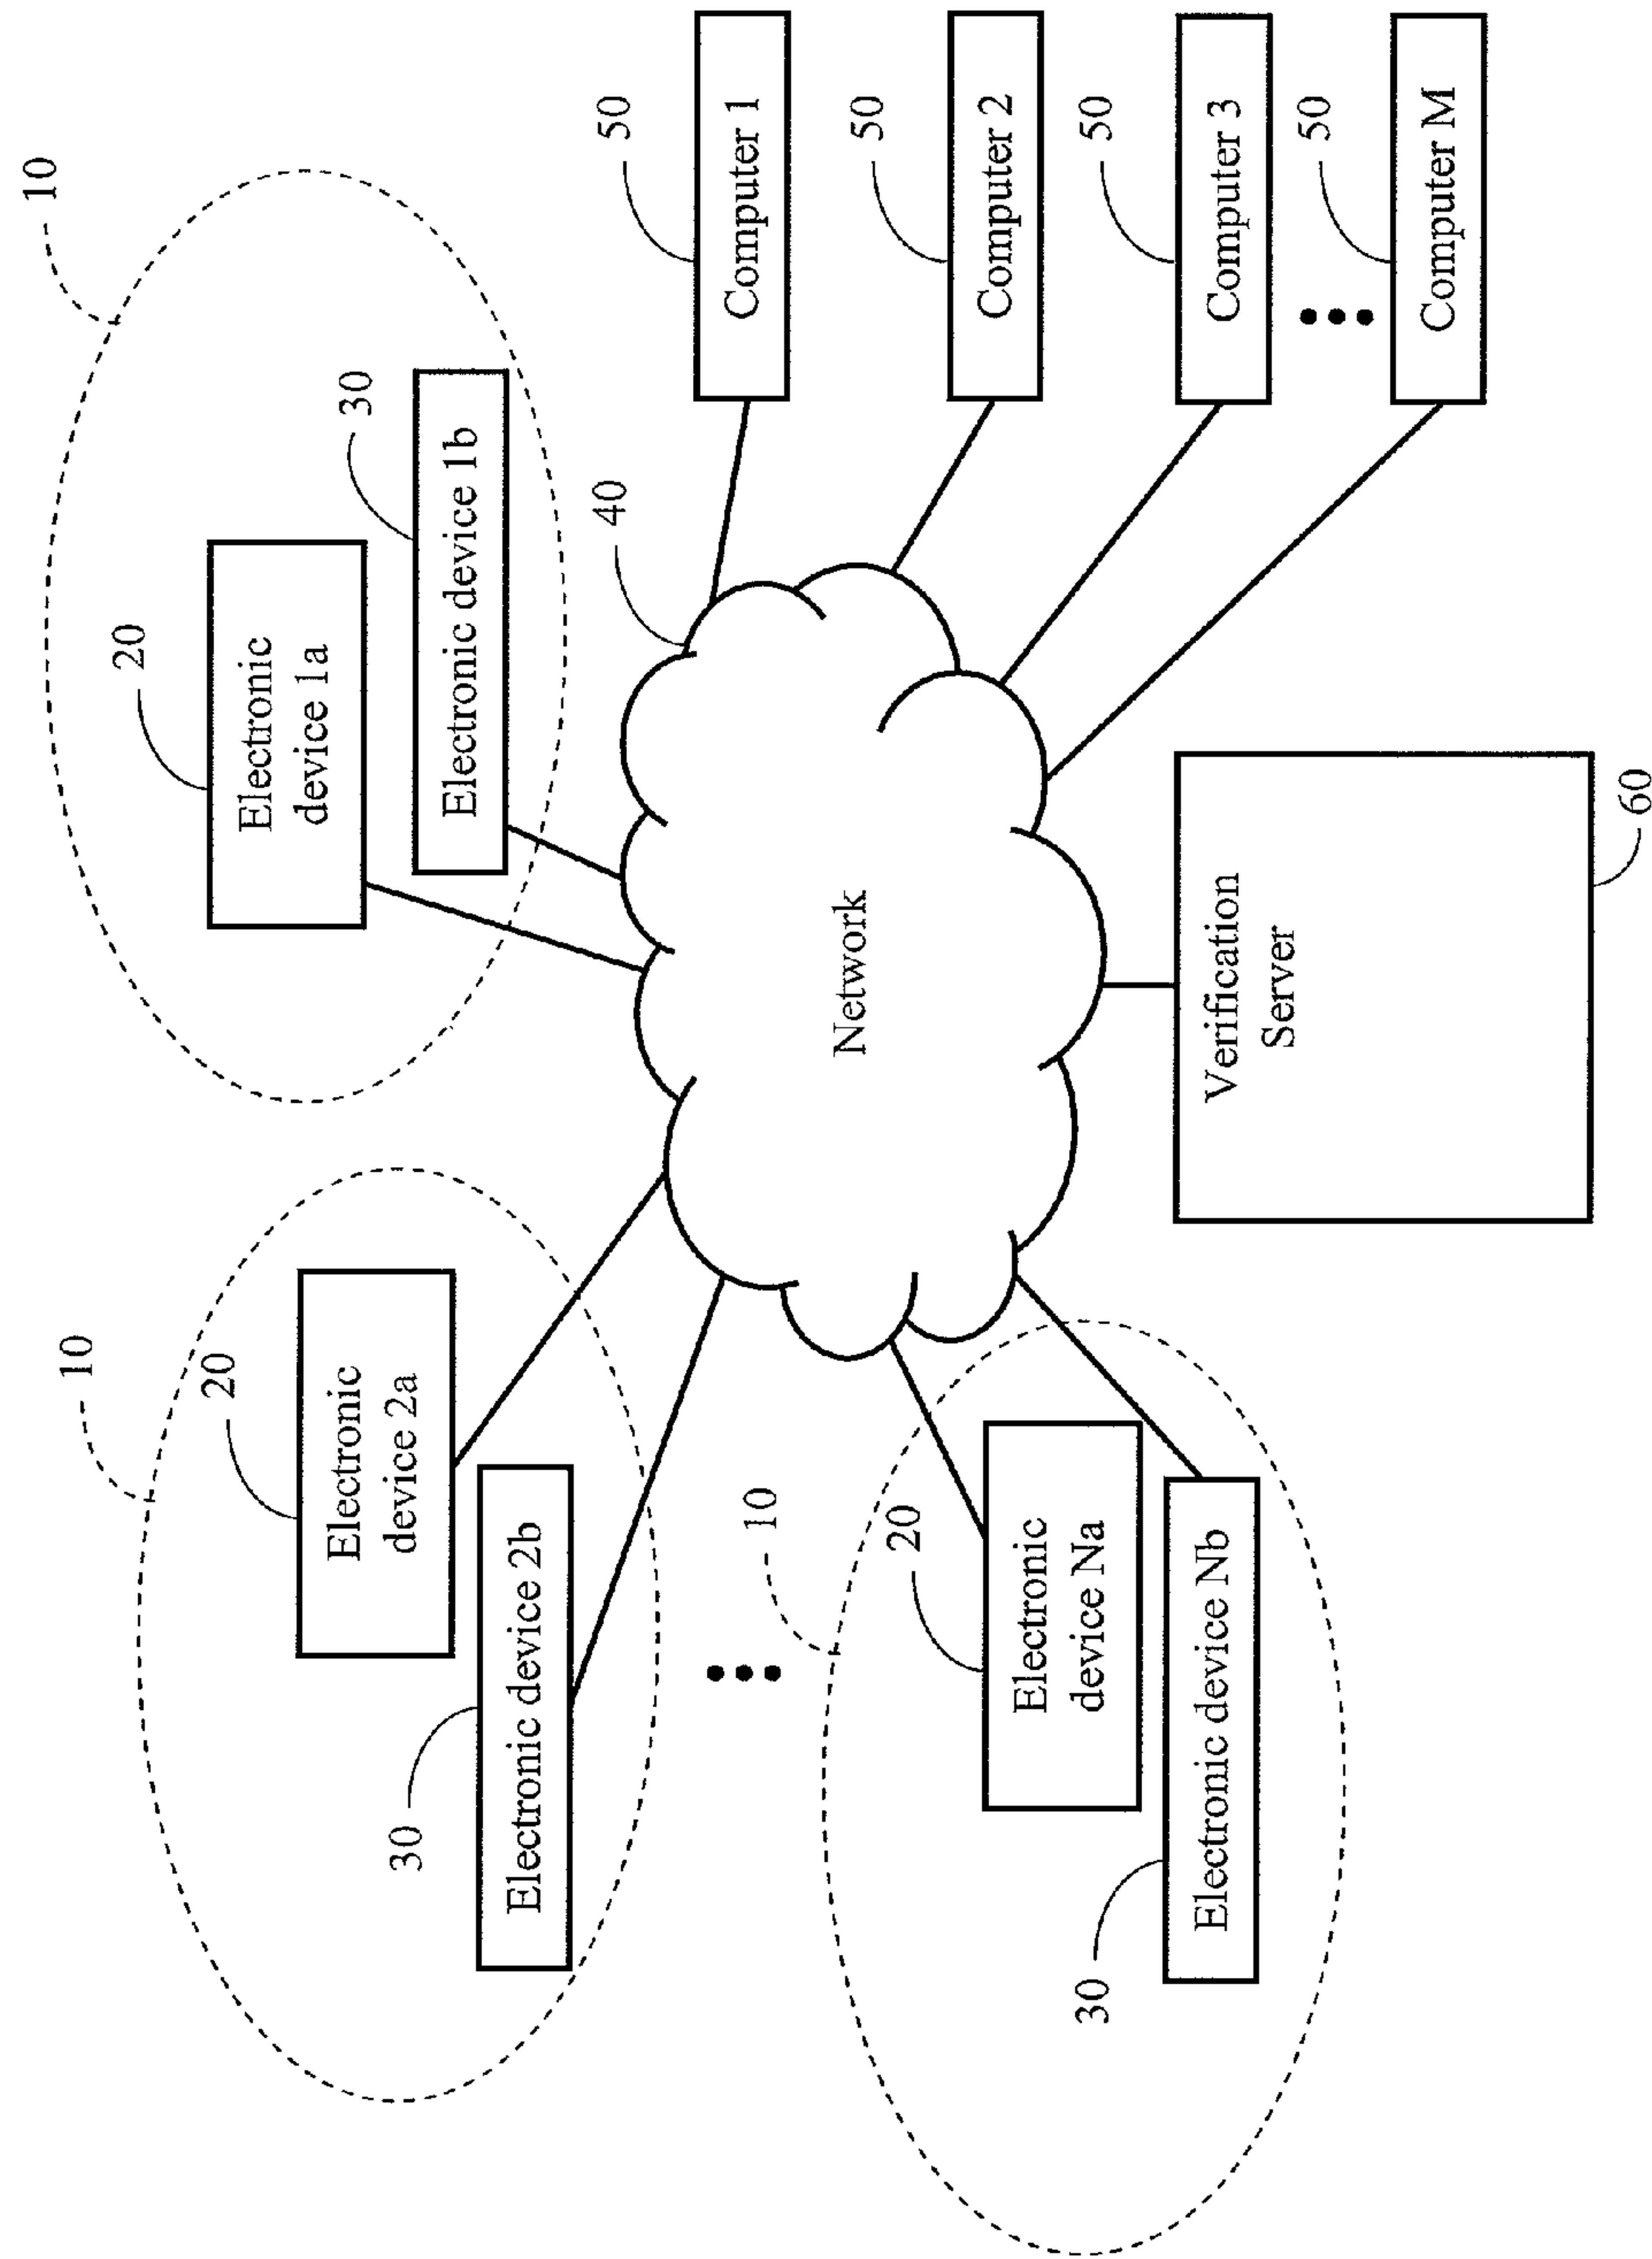 10
20
Electronic
device 1a
30
Electronic device 1b
10
20
Electronic
device 2a
30
Electronic device 2b
40
Network
50
Computer 1
50
Computer 2
50
Computer 3
50
Computer M
10
20
Electronic
device Na
30
Electronic device Nb
Verification
Server
60